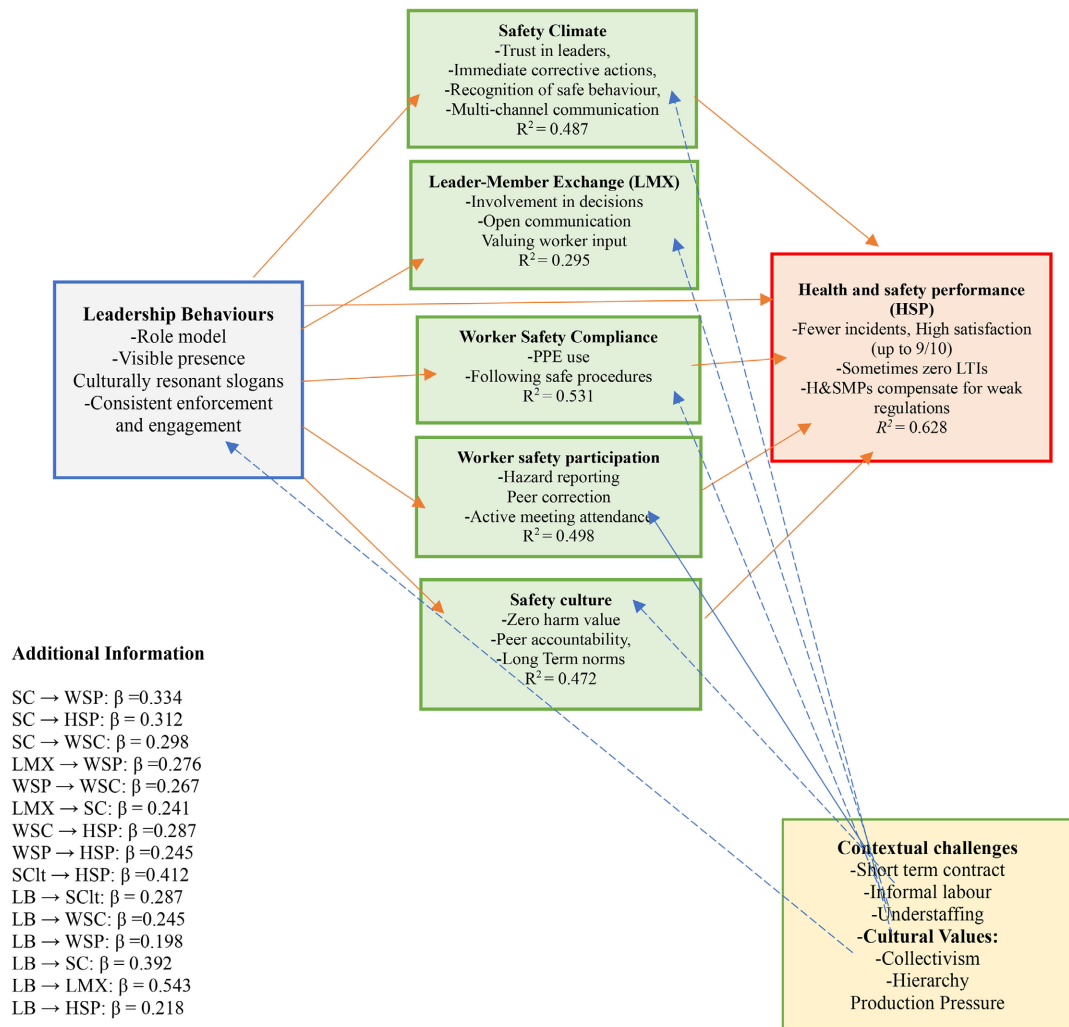 Safety Climate
-Trust in leaders,
-Immediate corrective actions,
-Recognition of safe behaviour,
-Multi-channel communication
R² = 0.487
Leader-Member Exchange (LMX)
-Involvement in decisions
-Open communication
Valuing worker input
R² = 0.295
Leadership Behaviours
-Role model
-Visible presence
Culturally resonant slogans
-Consistent enforcement
and engagement
Worker Safety Compliance
-PPE use
-Following safe procedures
R² = 0.531
Worker safety participation
-Hazard reporting
Peer correction
-Active meeting attendance
R² = 0.498
Safety culture
-Zero harm value
-Peer accountability,
-Long Term norms
R² = 0.472
Health and safety performance
(HSP)
-Fewer incidents, High satisfaction
(up to 9/10)
-Sometimes zero LTIs
-H&SMPs compensate for weak
regulations
R² = 0.628
Additional Information
SC → WSP: β =0.334
SC → HSP: β = 0.312
SC → WSC: β = 0.298
LMX → WSP: β =0.276
WSP → WSC: β =0.267
LMX → SC: β = 0.241
WSC → HSP: β =0.287
WSP → HSP: β =0.245
SClt → HSP: β =0.412
LB → SClt: β = 0.287
LB → WSC: β =0.245
LB → WSP: β =0.198
LB → SC: β = 0.392
LB → LMX: β = 0.543
LB → HSP: β = 0.218
Contextual challenges
-Short term contract
-Informal labour
-Understaffing
-Cultural Values:
-Collectivism
-Hierarchy
Production Pressure